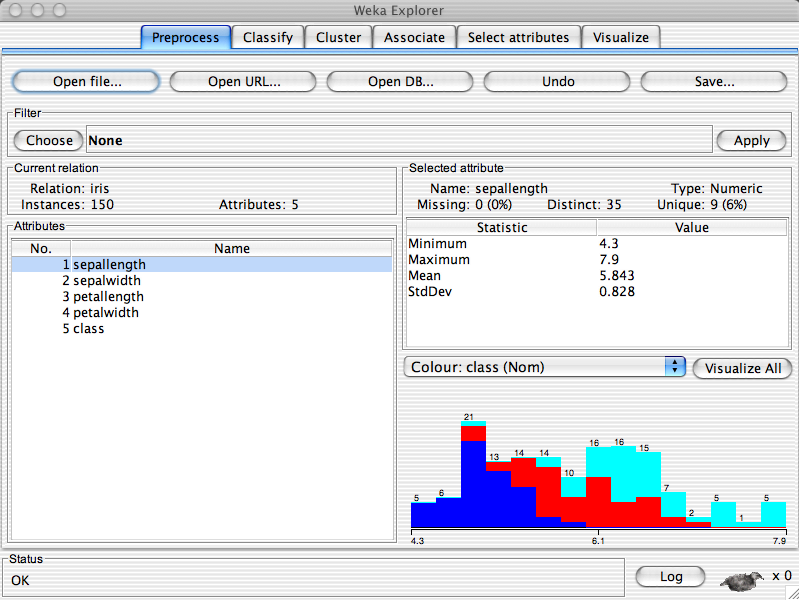 Weka Explorer
Preprocess Classify Cluster Associate Select attributes Visualize
Open file... Open URL... Open DB... Undo Save...
Filter
Choose None Apply
Current relation
Relation: iris
Instances: 150 Attributes: 5
Attributes
No. Name
1 sepallength
2 sepalwidth
3 petallength
4 petalwidth
5 class
Selected attribute
Name: sepallength Type: Numeric
Missing: 0 (0%) Distinct: 35 Unique: 9 (6%)
Statistic Value
Minimum 4.3
Maximum 7.9
Mean 5.843
StdDev 0.828
Colour: class (Nom) Visualize All
5 6 21 13 14 14 10 16 16 15 7 2 5 1 5
4.3 6.1 7.9
Status
OK Log x 0